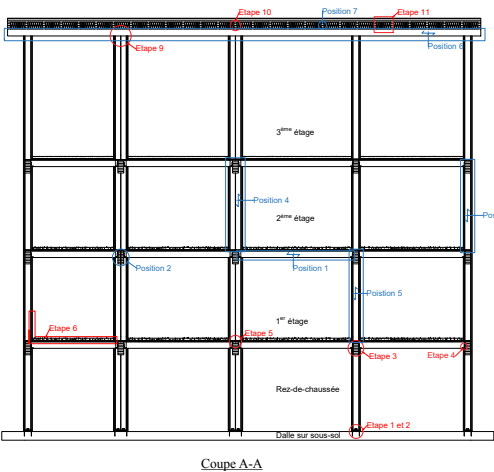 Etape 10
Position 7
Etape 11
Position 6
Etape 9
3ème étage
Position 4
2ème étage
Pos
Position 2
Position 1
Poistion 5
1er étage
Etape 6
Etape 5
Etape 3
Etape 4
Rez-de-chaussée
Etape 1 et 2
Dalle sur sous-sol
Coupe A-A